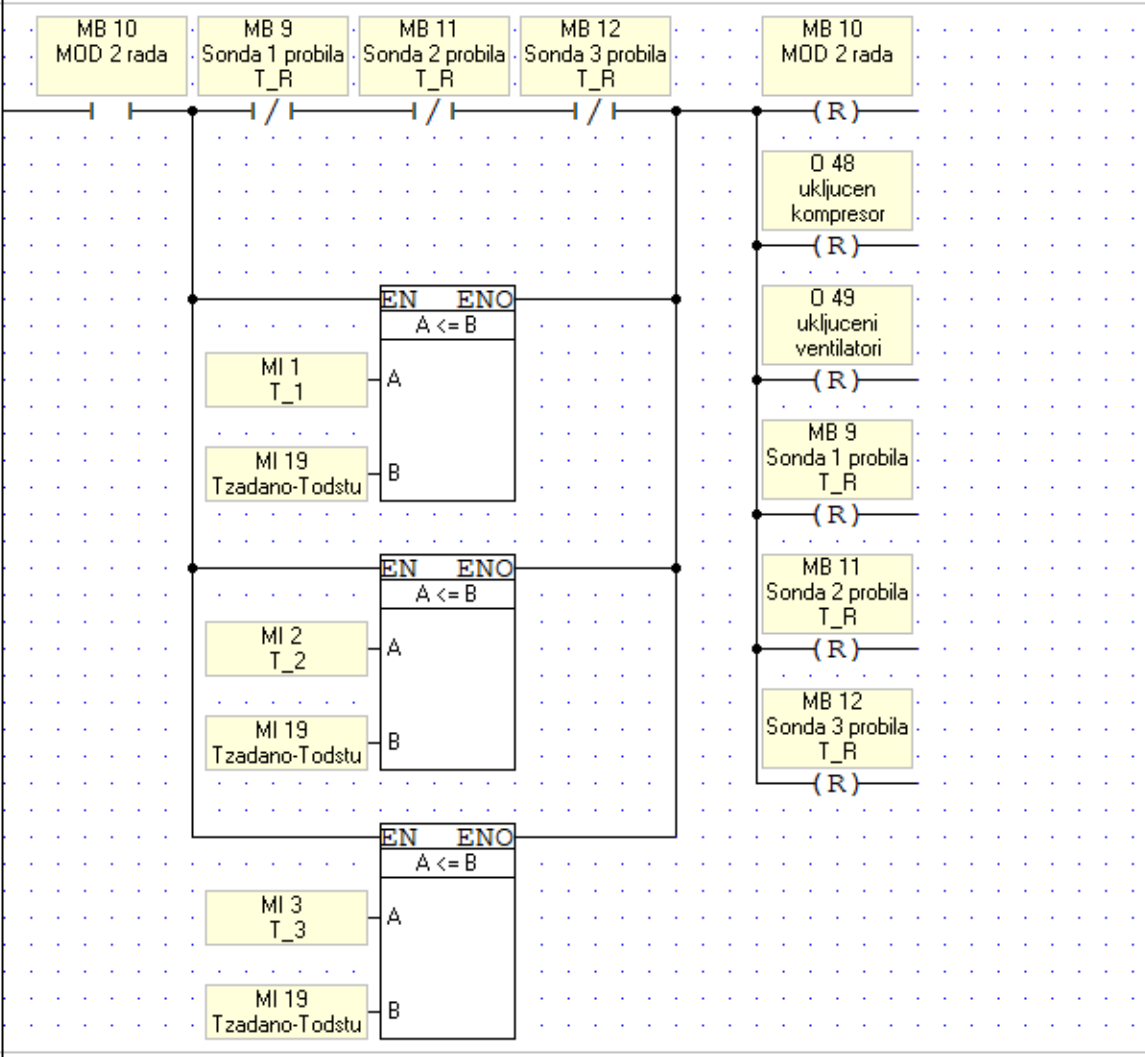 MB 10
MOD 2 rada
MB 9
Sonda 1 probila
T_R
MB 11
Sonda 2 probila
T_R
MB 12
Sonda 3 probila
T_R
MB 10
MOD 2 rada
(R)
O 48
ukljucen
kompresor
(R)
EN ENO
A <= B
MI 1
T_1
A
MI 19
Tzadano-Todstu
B
O 49
ukljuceni
ventilatori
(R)
MB 9
Sonda 1 probila
T_R
(R)
EN ENO
A <= B
MI 2
T_2
A
MI 19
Tzadano-Todstu
B
MB 11
Sonda 2 probila
T_R
(R)
MB 12
Sonda 3 probila
T_R
(R)
EN ENO
A <= B
MI 3
T_3
A
MI 19
Tzadano-Todstu
B